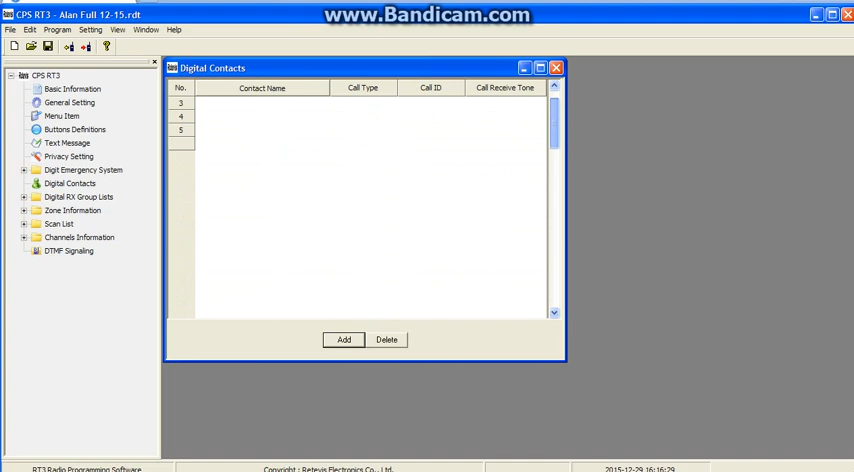 www.Bandicam.com
CPS RT3 - Alan Full 12-15.rdt
File Edit Program Setting View Window Help
CPS RT3
Basic Information
General Setting
Menu Item
Buttons Definitions
Text Message
Privacy Setting
Digit Emergency System
Digital Contacts
Digital RX Group Lists
Zone Information
Scan List
Channels Information
DTMF Signaling
Digital Contacts
No. Contact Name Call Type Call ID Call Receive Tone
3
4
5
Add Delete
RT3 Radio Programming Software Copyright : Retevis Electronics Co., Ltd. 2015-12-29 16:16:29